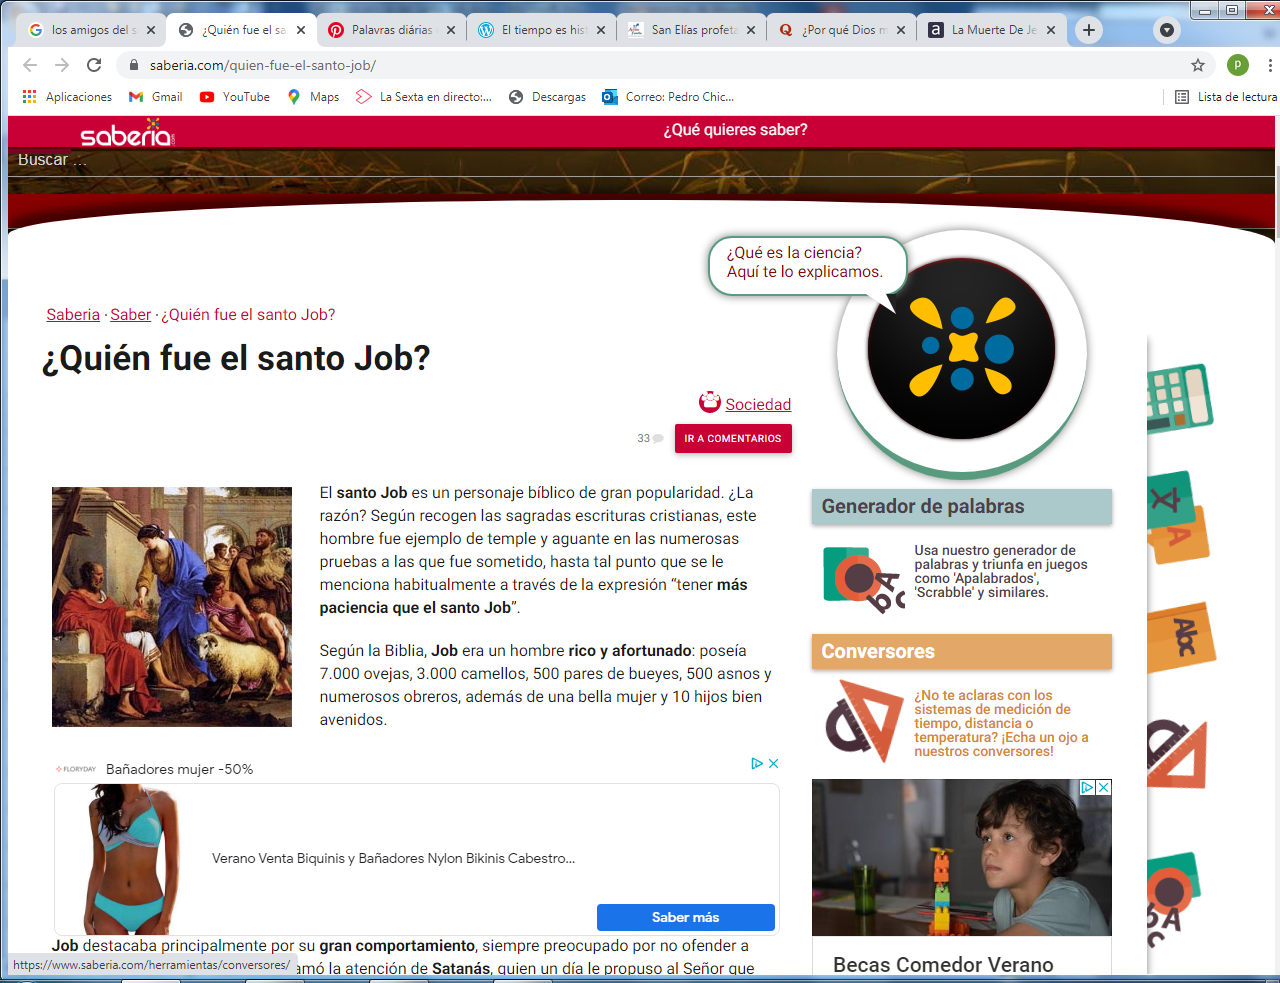 los amigos del s
¿Quién fue el sa
Palavras diárias
El tiempo es hist
San Elías profeta
¿Por qué Dios m
La Muerte De Je
saberia.com/quien-fue-el-santo-job/
P
Aplicaciones
Gmail
YouTube
Maps
La Sexta en directo:...
Descargas
Correo: Pedro Chic...
Lista de lectura
saberia
¿Qué quieres saber?
Buscar ...
¿Qué es la ciencia?
Aquí te lo explicamos.
Saberia · Saber · ¿Quién fue el santo Job?
¿Quién fue el santo Job?
Sociedad
33
IR A COMENTARIOS
El santo Job es un personaje bíblico de gran popularidad. ¿La
razón? Según recogen las sagradas escrituras cristianas, este
hombre fue ejemplo de temple y aguante en las numerosas
pruebas a las que fue sometido, hasta tal punto que se le
menciona habitualmente a través de la expresión “tener más
paciencia que el santo Job”.
Según la Biblia, Job era un hombre rico y afortunado: poseía
7.000 ovejas, 3.000 camellos, 500 pares de bueyes, 500 asnos y
numerosos obreros, además de una bella mujer y 10 hijos bien
avenidos.
FLORYDAY
Bañadores mujer -50%
Verano Venta Biquinis y Bañadores Nylon Bikinis Cabestro...
Saber más
Job destacaba principalmente por su gran comportamiento, siempre preocupado por no ofender a
amó la atención de Satanás, quien un día le propuso al Señor que
https://www.saberia.com/herramientas/conversores/
Generador de palabras
Usa nuestro generador de
palabras y triunfa en juegos
como 'Apalabrados',
'Scrabble' y similares.
Conversores
¿No te aclaras con los
sistemas de medición de
tiempo, distancia o
temperatura? ¡Echa un ojo a
nuestros conversores!
Becas Comedor Verano
Abc